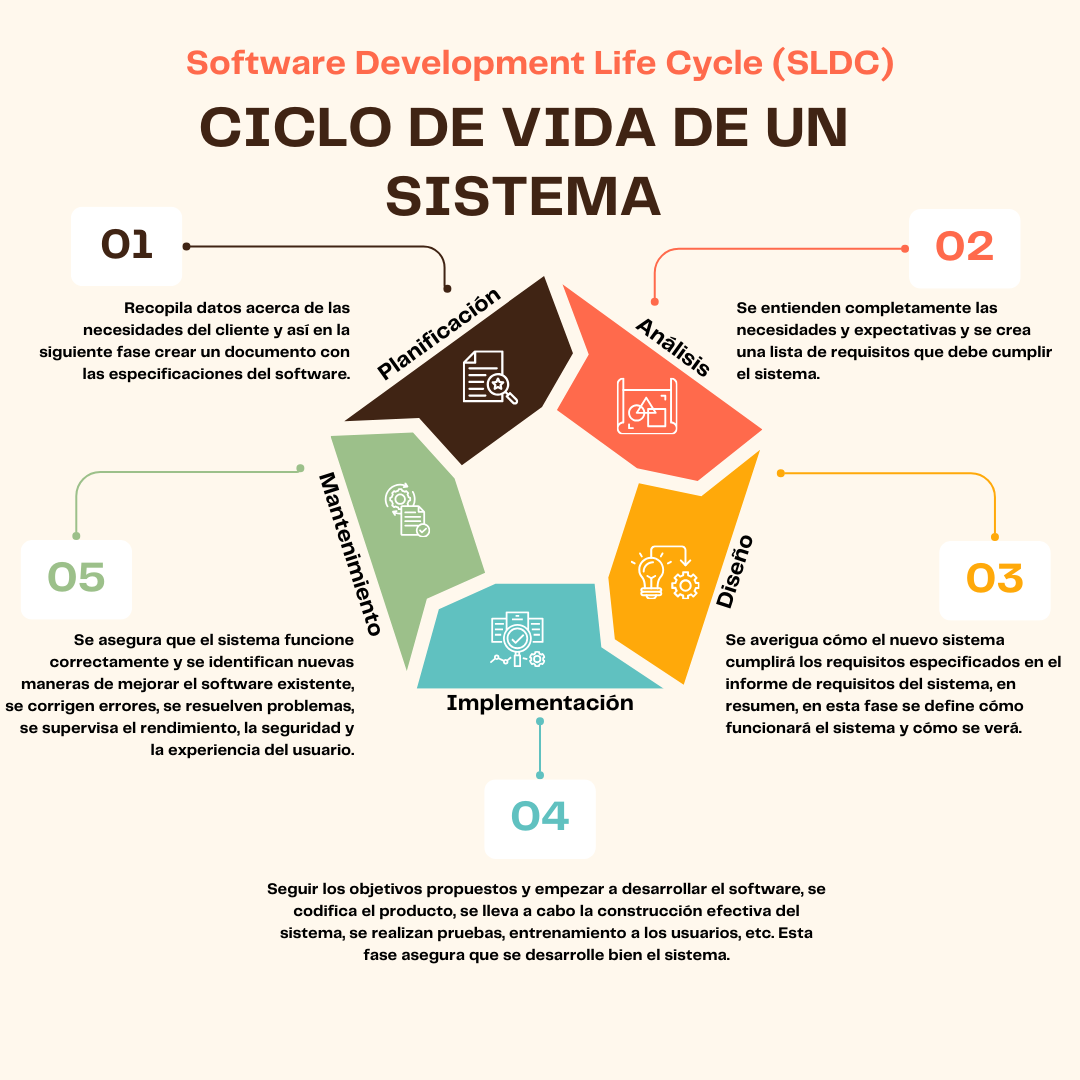 Software Development Life Cycle (SLDC)
CICLO DE VIDA DE UN
SISTEMA
01
Planificación
Recopila datos acerca de las
necesidades del cliente y así en la
siguiente fase crear un documento con
las especificaciones del software.
02
Análisis
Se entienden completamente las
necesidades y expectativas y se crea
una lista de requisitos que debe cumplir
el sistema.
03
Diseño
Se averigua cómo el nuevo sistema
cumplirá los requisitos especificados en el
informe de requisitos del sistema, en
resumen, en esta fase se define cómo
funcionará el sistema y cómo se verá.
Implementación
04
Seguir los objetivos propuestos y empezar a desarrollar el software, se
codifica el producto, se lleva a cabo la construcción efectiva del
sistema, se realizan pruebas, entrenamiento a los usuarios, etc. Esta
fase asegura que se desarrolle bien el sistema.
Mantenimiento
05
Se asegura que el sistema funcione
correctamente y se identifican nuevas
maneras de mejorar el software existente,
se corrigen errores, se resuelven problemas,
se supervisa el rendimiento, la seguridad y
la experiencia del usuario.